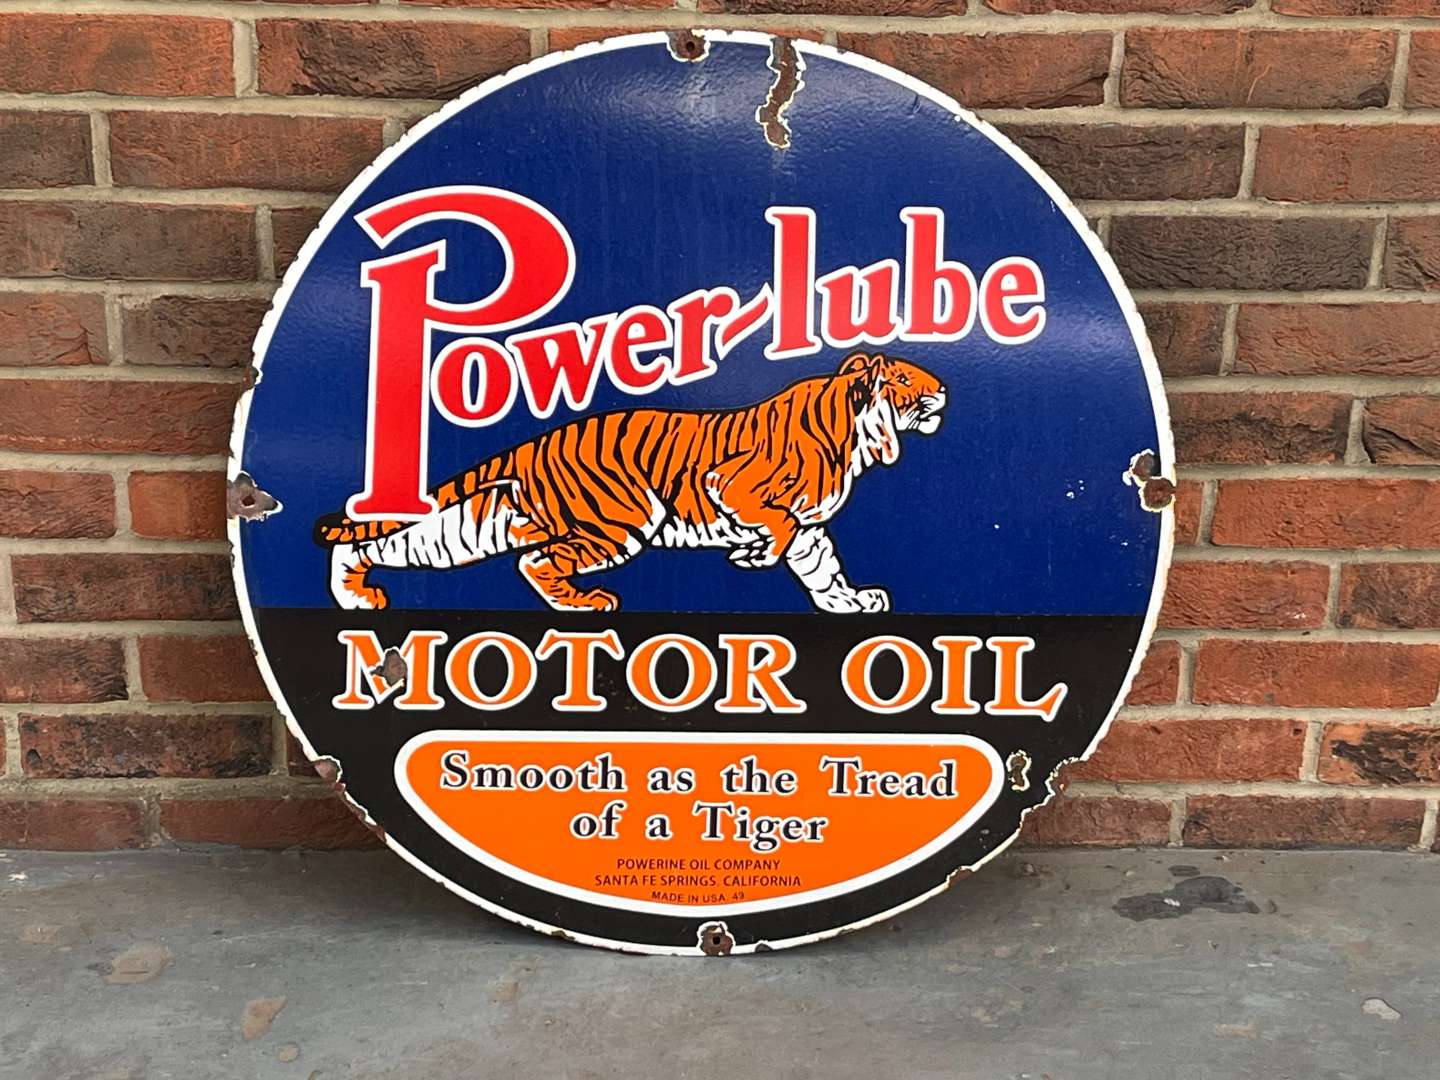 Power-lube
MOTOR OIL
Smooth as the Tread
of a Tiger
POWERINE OIL COMPANY
SANTA FE SPRINGS. CALIFORNIA
MADE IN USA 49